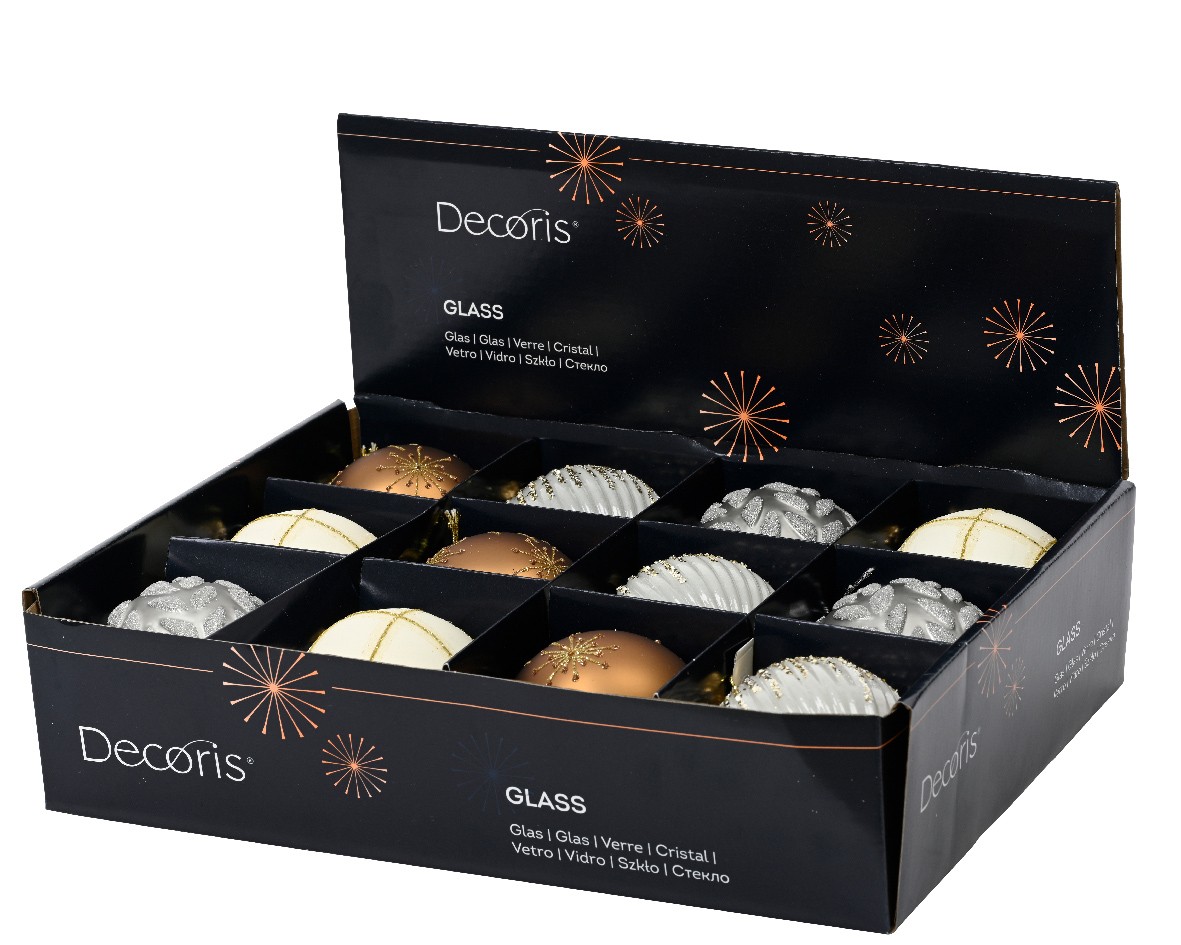 Decoris®
GLASS
Glas | Glas | Verre | Cristal |
Vetro | Vidro | Szkło | Стекло
Decoris®
GLASS
Glas | Glas | Verre | Cristal |
Vetro | Vidro | Szkło | Стекло
Decoris
GLASS